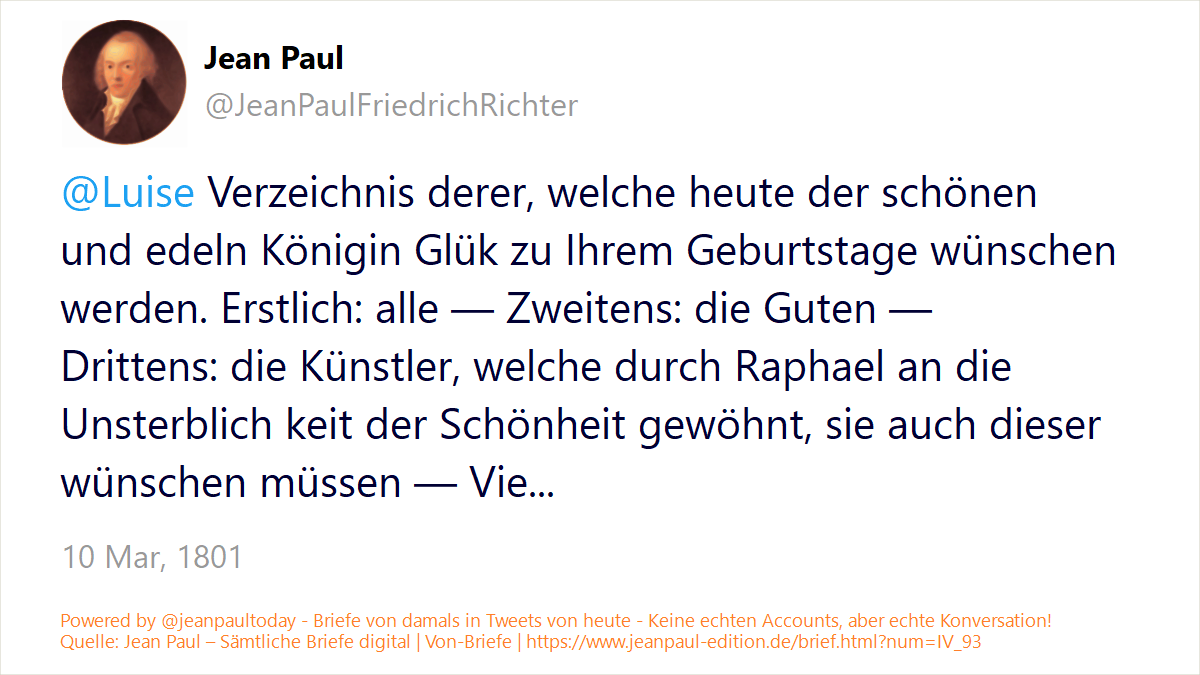 Jean Paul
@JeanPaulFriedrichRichter
@Luise Verzeichnis derer, welche heute der schönen
und edeln Königin Glük zu Ihrem Geburtstage wünschen
werden. Erstlich: alle — Zweitens: die Guten —
Drittens: die Künstler, welche durch Raphael an die
Unsterblich keit der Schönheit gewöhnt, sie auch dieser
wünschen müssen — Vie...
10 Mar, 1801
Powered by @jeanpaultoday - Briefe von damals in Tweets von heute - Keine echten Accounts, aber echte Konversation!
Quelle: Jean Paul – Sämtliche Briefe digital | Von-Briefe | https://www.jeanpaul-edition.de/brief.html?num=IV_93